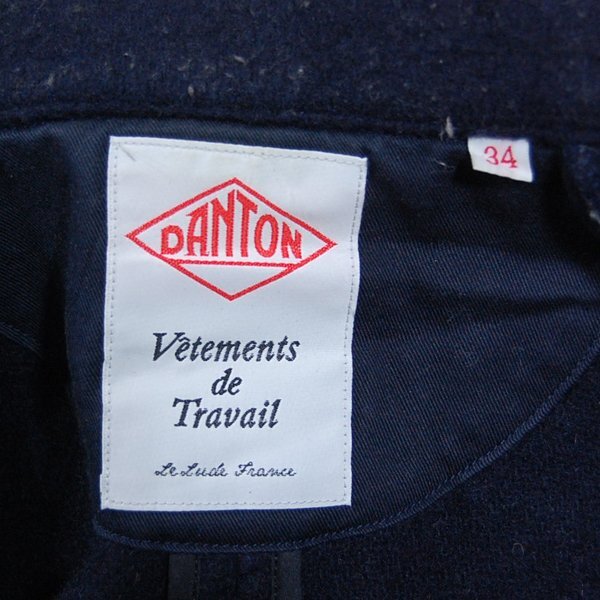 34
DANTON
Vêtements
de
Travail
Le Lude France